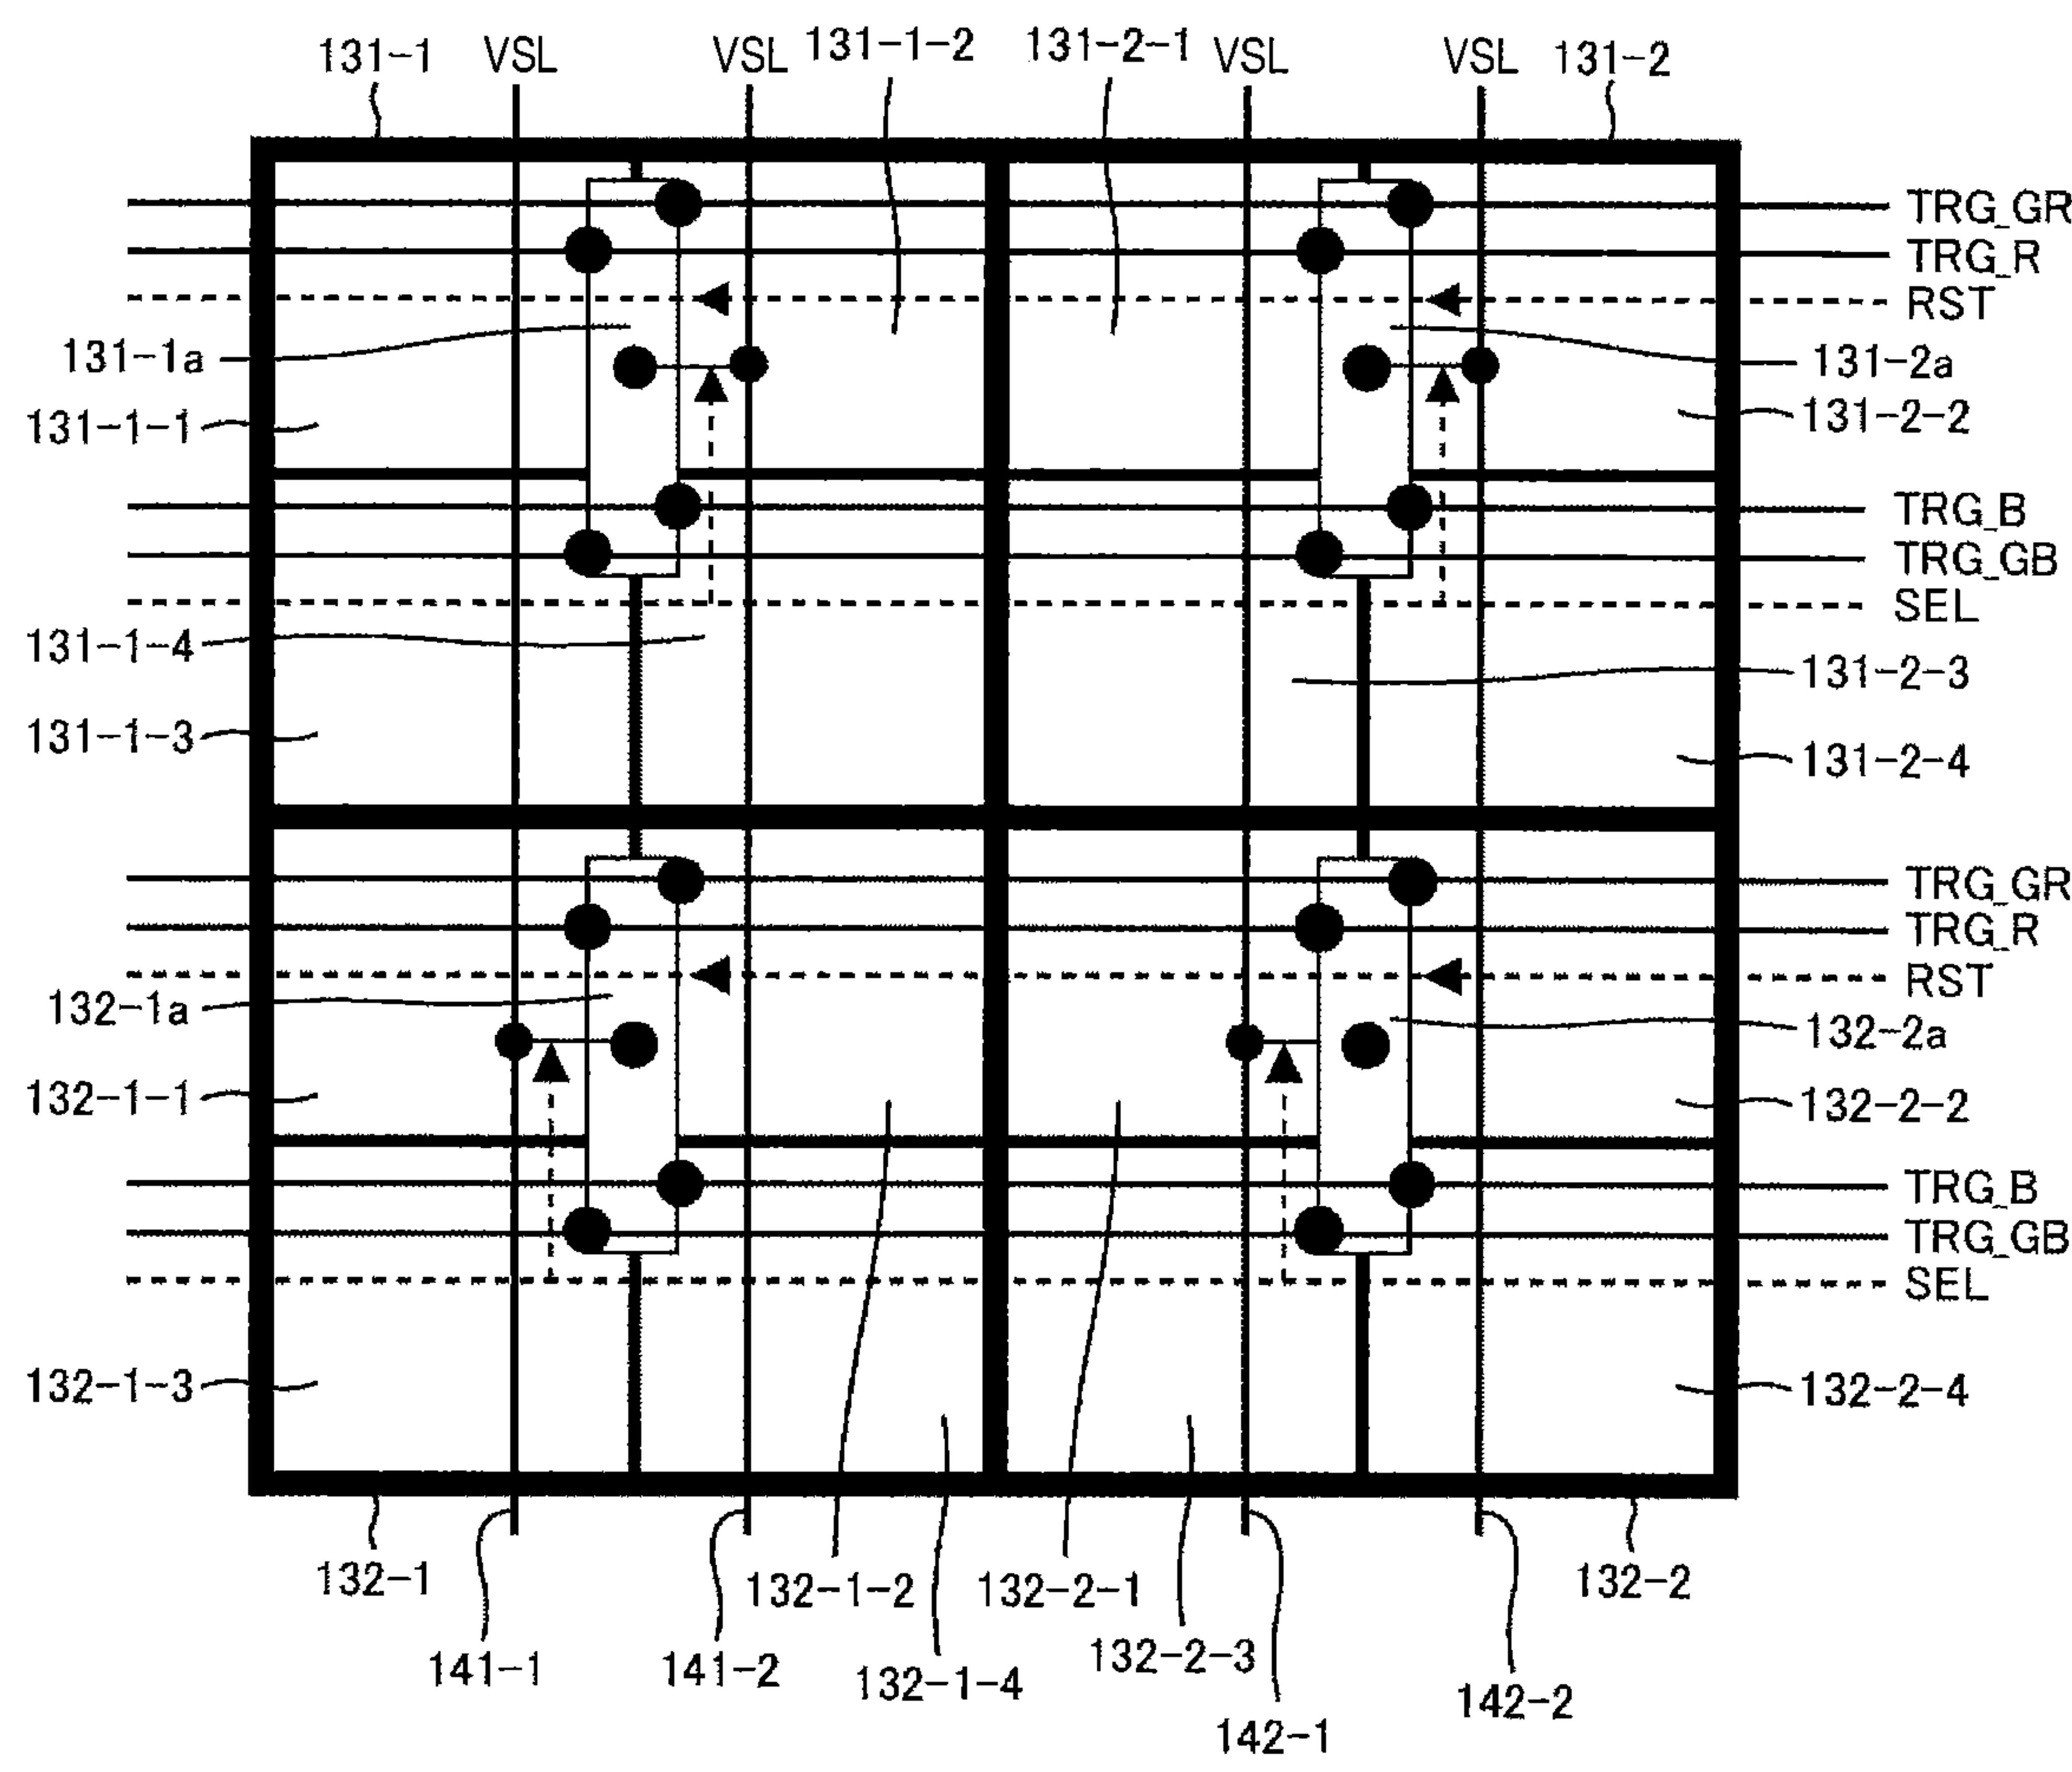 131-1 VSL VSL 131-1-2 131-2-1 VSL VSL 131-2
TRG_GR
TRG_R
RST
131-1a 131-2a
131-1-1 131-2-2
TRG_B
TRG_GB
SEL
131-1-4 131-2-3
131-1-3 131-2-4
TRG_GR
TRG_R
RST
132-1a 132-2a
132-1-1 132-2-2
TRG_B
TRG_GB
SEL
132-1-3 132-2-4
132-1 132-1-2 132-2-1 132-2
141-1 141-2 132-1-4 132-2-3 142-1 142-2